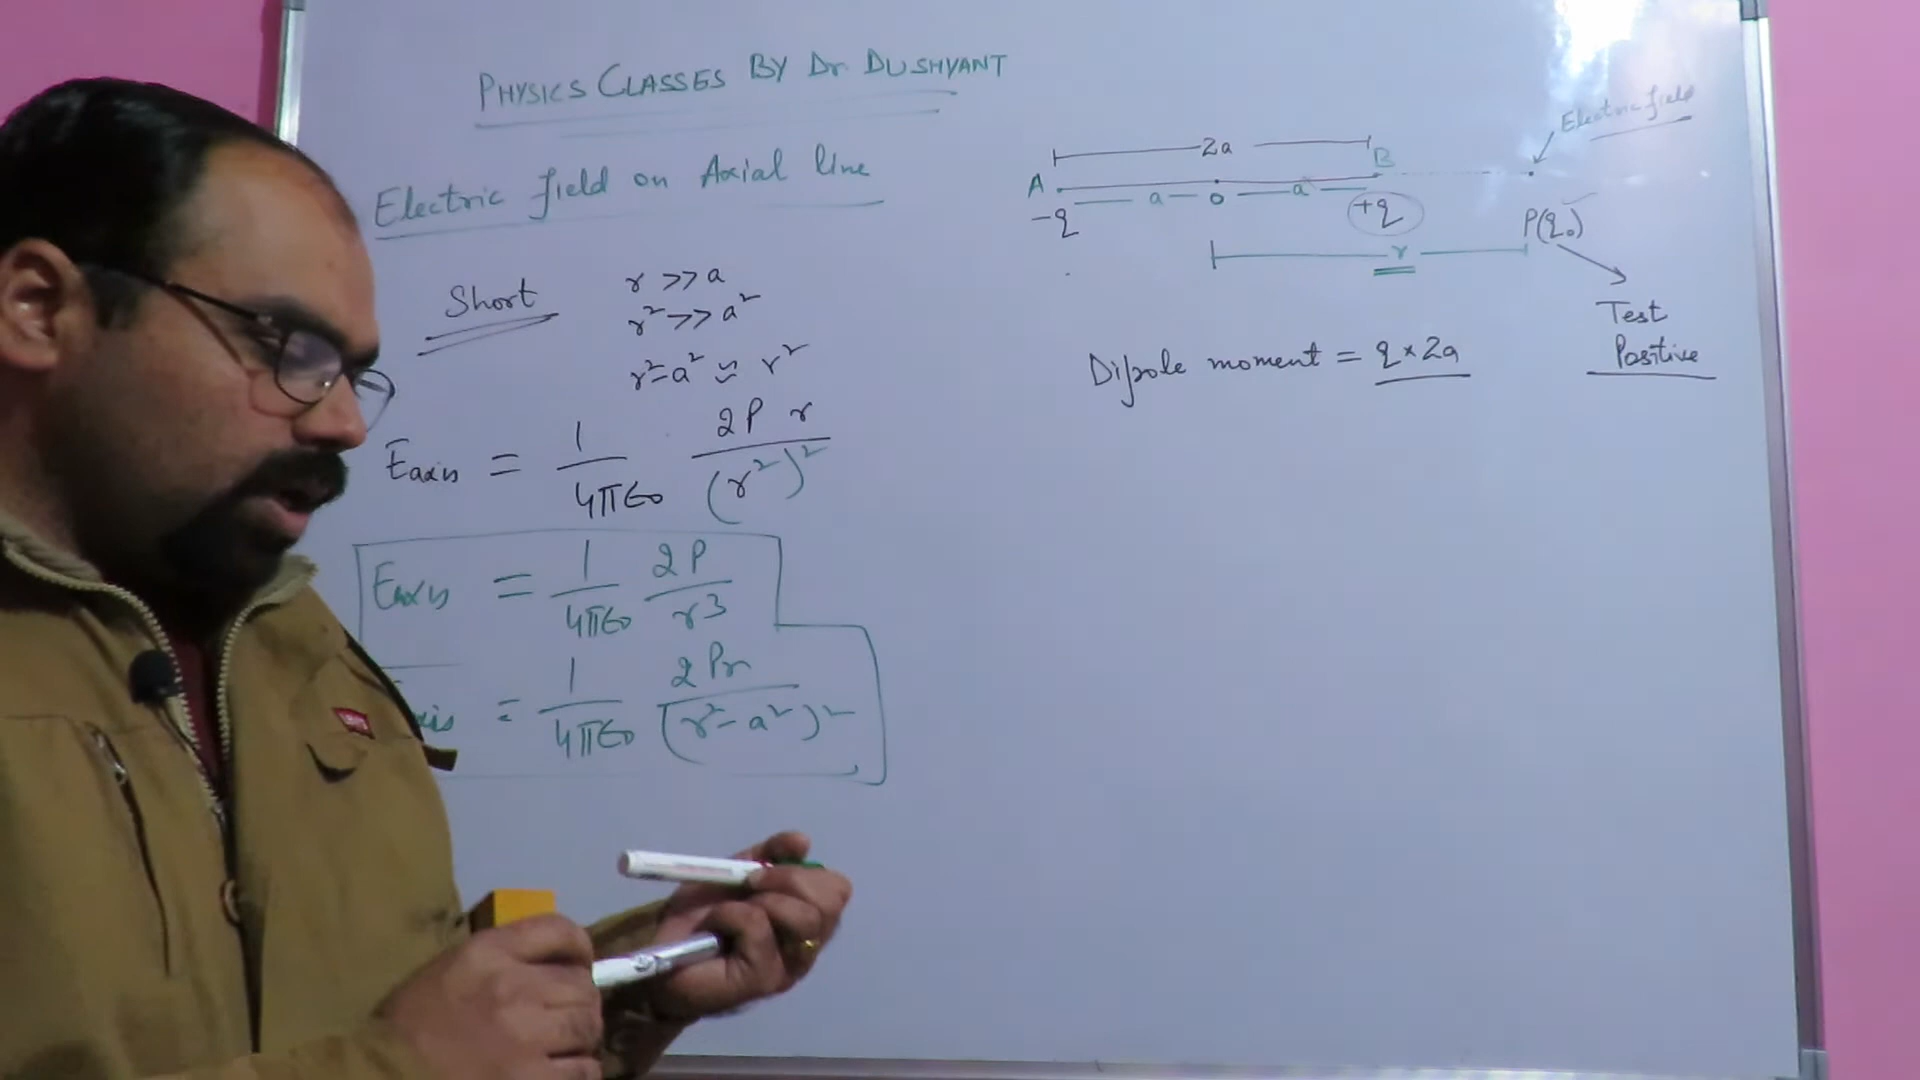 PHYSICS CLASSES BY Dr. DUSHYANT
Electric field on Axial line
Short
r >> a
r² >> a²
r²-a² ≈ r²
Eaxis = 1/4πε₀ 2P r/(r²)²
Eaxis = 1/4πε₀ 2P/r³
xis = 1/4πε₀ 2Pr/(r²-a²)²
Electric field
2a
A B
a o a
-q +q P(q₀)
r
Test
Positive
Dipole moment = q × 2a